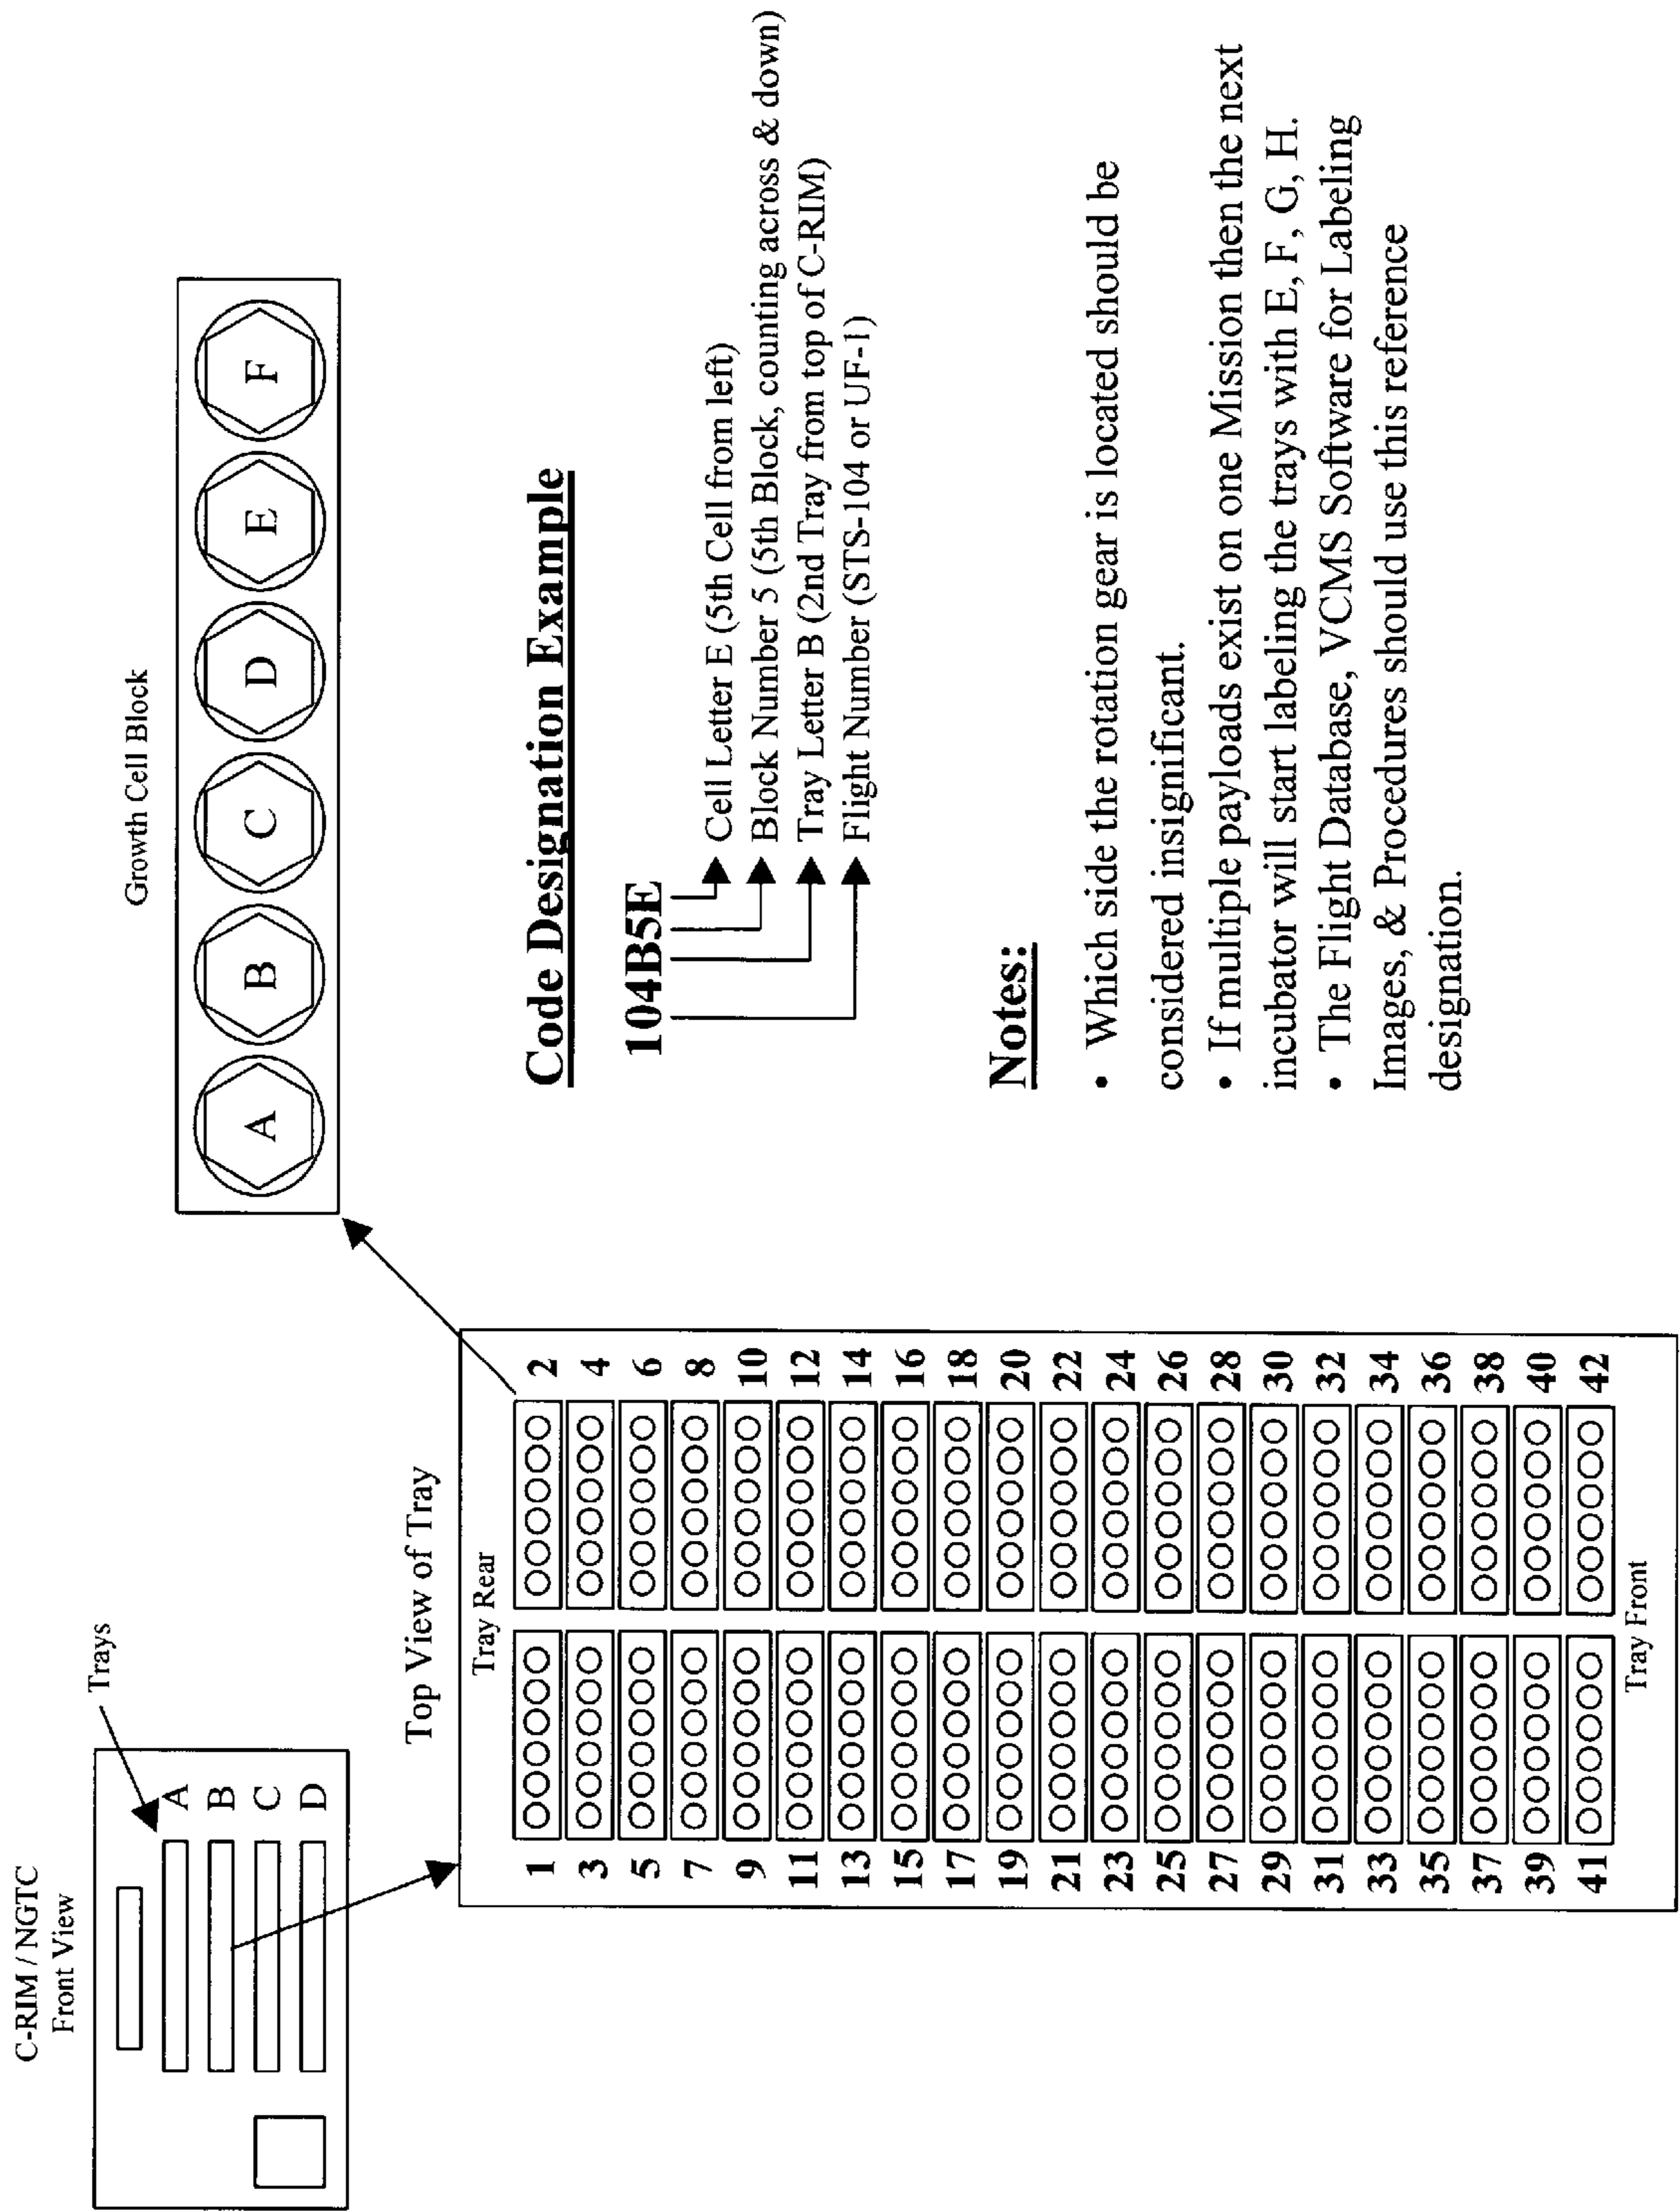 C-RIM / NGTC
Front View
Trays
A
B
C
D
Top View of Tray
Tray Rear
1 2
3 4
5 6
7 8
9 10
11 12
13 14
15 16
17 18
19 20
21 22
23 24
25 26
27 28
29 30
31 32
33 34
35 36
37 38
39 40
41 42
Tray Front
Growth Cell Block
A B C D E F
Code Designation Example
104B5E
Cell Letter E (5th Cell from left)
Block Number 5 (5th Block, counting across & down)
Tray Letter B (2nd Tray from top of C-RIM)
Flight Number (STS-104 or UF-1)
Notes:
• Which side the rotation gear is located should be
considered insignificant.
• If multiple payloads exist on one Mission then the next
incubator will start labeling the trays with E, F, G, H.
• The Flight Database, VCMS Software for Labeling
Images, & Procedures should use this reference
designation.